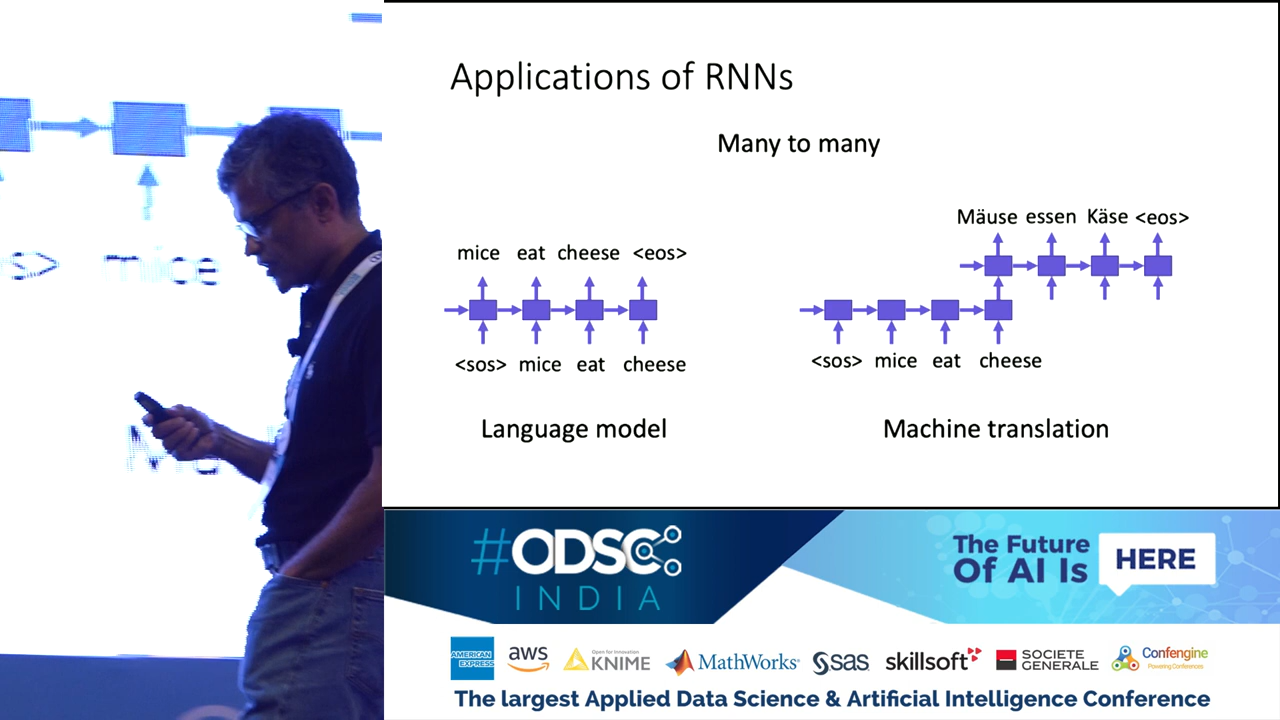 mice
Applications of RNNs
Many to many
mice eat cheese <eos>
<sos> mice eat cheese
Language model
Mäuse essen Käse <eos>
<sos> mice eat cheese
Machine translation
#ODSC
INDIA
The Future
Of AI Is
HERE
AMERICAN
EXPRESS
aws
Open for Innovation
KNIME
MathWorks
sas
skillsoft
SOCIETE
GENERALE
Confengine
Powering Conferences
The largest Applied Data Science & Artificial Intelligence Conference